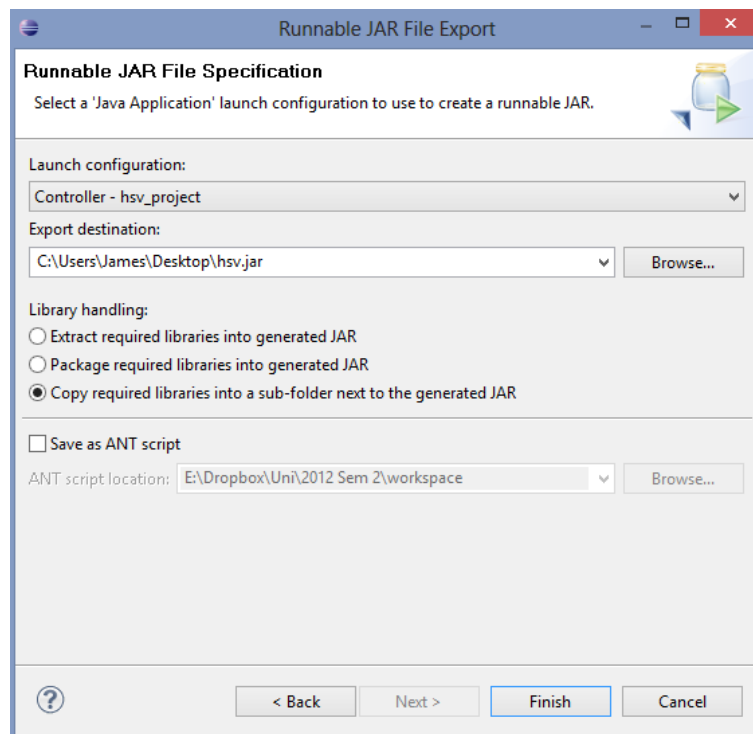 Runnable JAR File Export
Runnable JAR File Specification
Select a 'Java Application' launch configuration to use to create a runnable JAR.
Launch configuration:
Controller - hsv_project
Export destination:
C:\Users\James\Desktop\hsv.jar
Browse...
Library handling:
Extract required libraries into generated JAR
Package required libraries into generated JAR
Copy required libraries into a sub-folder next to the generated JAR
Save as ANT script
ANT script location: E:\Dropbox\Uni\2012 Sem 2\workspace Browse...
? < Back Next > Finish Cancel